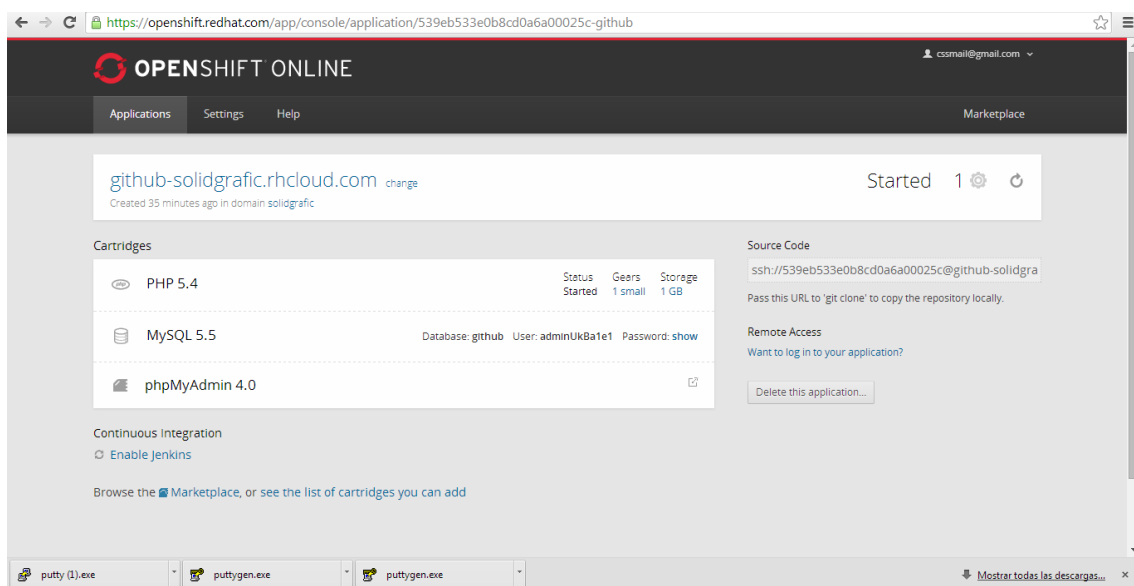 https://openshift.redhat.com/app/console/application/539eb533e0b8cd0a6a00025c-github
OPENSHIFT ONLINE
cssmail@gmail.com
Applications Settings Help Marketplace
github-solidgrafic.rhcloud.com change
Started 1
Created 35 minutes ago in domain solidgrafic
Cartridges
php PHP 5.4
Status Gears Storage
Started 1 small 1 GB
MySQL 5.5 Database: github User: adminUkBa1e1 Password: show
phpMyAdmin 4.0
Source Code
ssh://539eb533e0b8cd0a6a00025c@github-solidgra
Pass this URL to 'git clone' to copy the repository locally.
Remote Access
Want to log in to your application?
Delete this application...
Continuous Integration
Enable Jenkins
Browse the Marketplace, or see the list of cartridges you can add
putty (1).exe puttygen.exe puttygen.exe Mostrar todas las descargas...